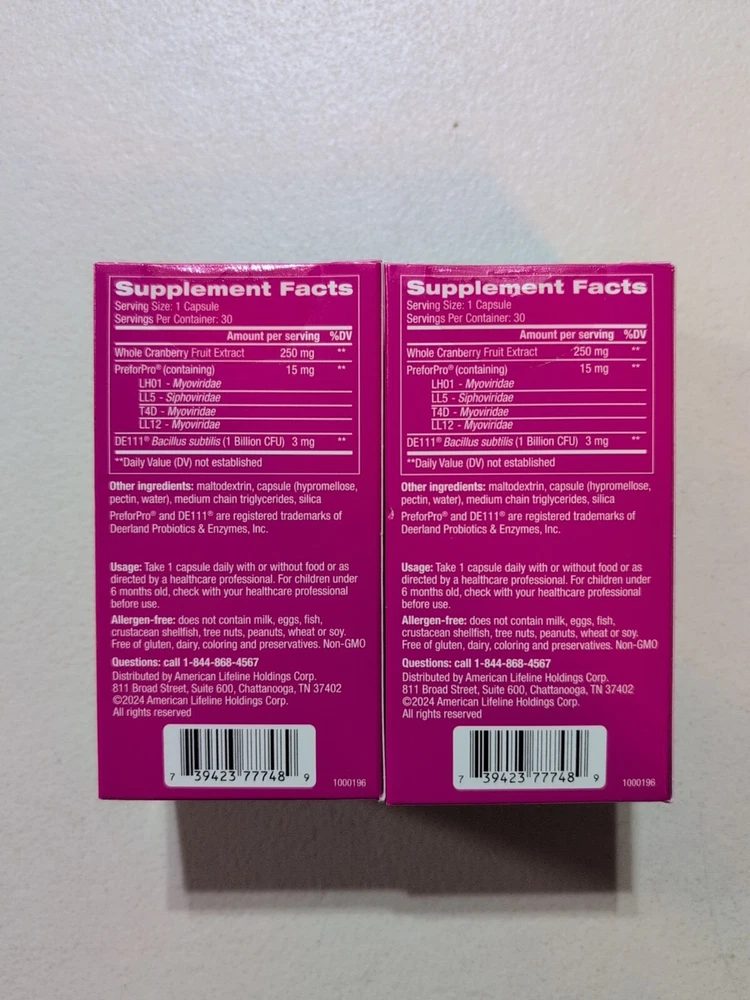 Supplement Facts
Serving Size: 1 Capsule
Servings Per Container: 30
Amount per serving %DV
Whole Cranberry Fruit Extract 250 mg **
PreforPro® (containing) 15 mg **
LH01 - Myoviridae
LL5 - Siphoviridae
T4D - Myoviridae
LL12 - Myoviridae
DE111® Bacillus subtilis (1 Billion CFU) 3 mg **
**Daily Value (DV) not established
Other ingredients: maltodextrin, capsule (hypromellose,
pectin, water), medium chain triglycerides, silica
PreforPro® and DE111® are registered trademarks of
Deerland Probiotics & Enzymes, Inc.
Usage: Take 1 capsule daily with or without food or as
directed by a healthcare professional. For children under
6 months old, check with your healthcare professional
before use.
Allergen-free: does not contain milk, eggs, fish,
crustacean shellfish, tree nuts, peanuts, wheat or soy.
Free of gluten, dairy, coloring and preservatives. Non-GMO
Questions: call 1-844-868-4567
Distributed by American Lifeline Holdings Corp.
811 Broad Street, Suite 600, Chattanooga, TN 37402
©2024 American Lifeline Holdings Corp.
All rights reserved
7 39423 77748 9
1000196
Supplement Facts
Serving Size: 1 Capsule
Servings Per Container: 30
Amount per serving %DV
Whole Cranberry Fruit Extract 250 mg **
PreforPro® (containing) 15 mg **
LH01 - Myoviridae
LL5 - Siphoviridae
T4D - Myoviridae
LL12 - Myoviridae
DE111® Bacillus subtilis (1 Billion CFU) 3 mg **
**Daily Value (DV) not established
Other ingredients: maltodextrin, capsule (hypromellose,
pectin, water), medium chain triglycerides, silica
PreforPro® and DE111® are registered trademarks of
Deerland Probiotics & Enzymes, Inc.
Usage: Take 1 capsule daily with or without food or as
directed by a healthcare professional. For children under
6 months old, check with your healthcare professional
before use.
Allergen-free: does not contain milk, eggs, fish,
crustacean shellfish, tree nuts, peanuts, wheat or soy.
Free of gluten, dairy, coloring and preservatives. Non-GMO
Questions: call 1-844-868-4567
Distributed by American Lifeline Holdings Corp.
811 Broad Street, Suite 600, Chattanooga, TN 37402
©2024 American Lifeline Holdings Corp.
All rights reserved
7 39423 77748 9
1000196